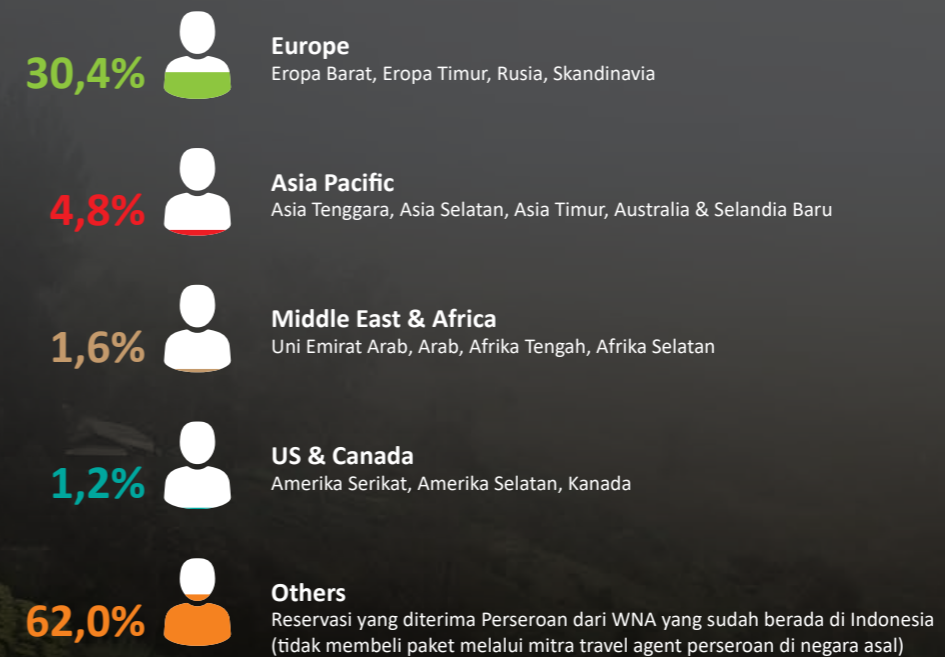 30,4%
Europe
Eropa Barat, Eropa Timur, Rusia, Skandinavia
4,8%
Asia Pacific
Asia Tenggara, Asia Selatan, Asia Timur, Australia & Selandia Baru
1,6%
Middle East & Africa
Uni Emirat Arab, Arab, Afrika Tengah, Afrika Selatan
1,2%
US & Canada
Amerika Serikat, Amerika Selatan, Kanada
62,0%
Others
Reservasi yang diterima Perseroan dari WNA yang sudah berada di Indonesia
(tidak membeli paket melalui mitra travel agent perseroan di negara asal)